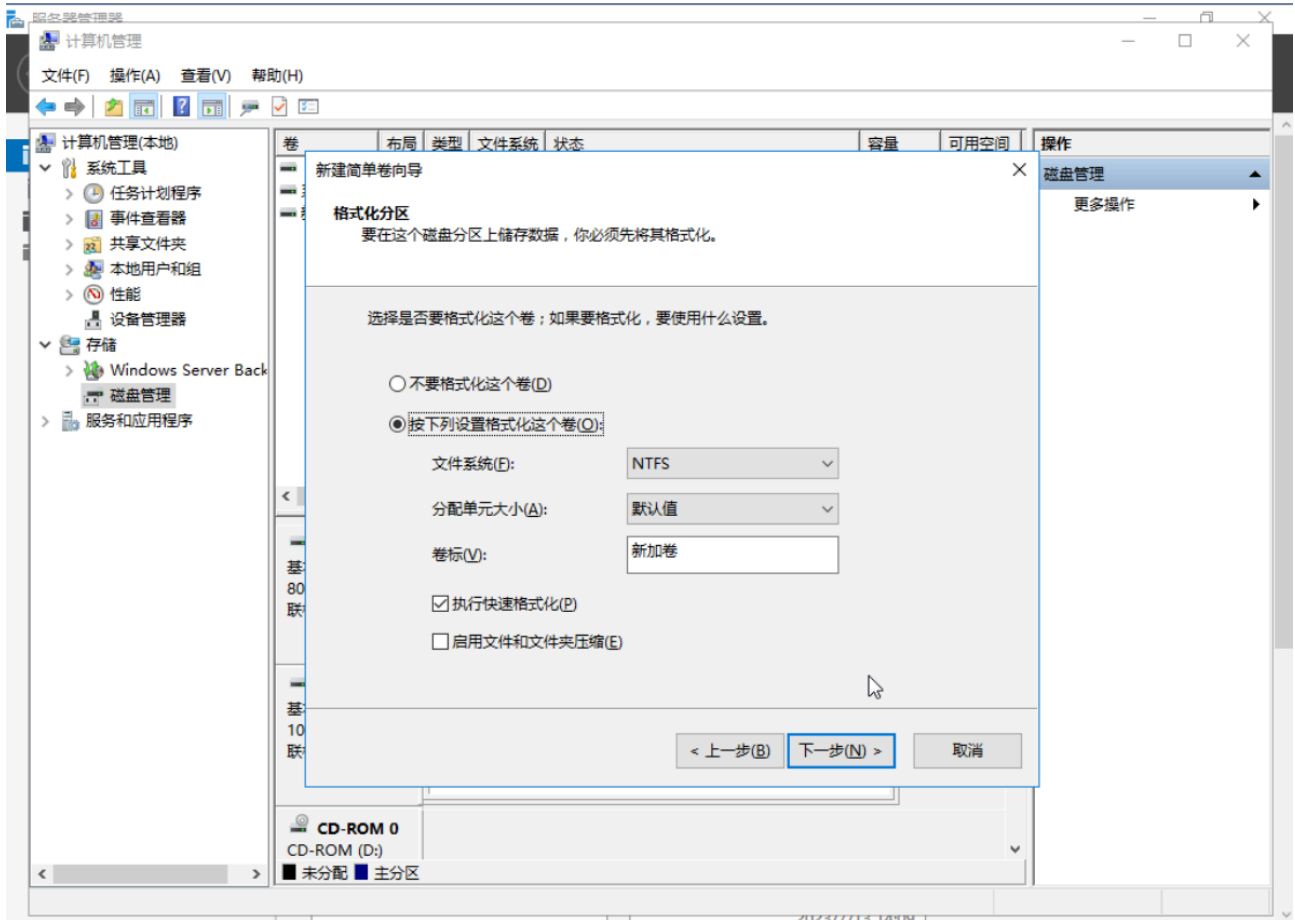 服务器管理器
计算机管理
文件(F) 操作(A) 查看(V) 帮助(H)
计算机管理(本地)
系统工具
任务计划程序
事件查看器
共享文件夹
本地用户和组
性能
设备管理器
存储
Windows Server Back
磁盘管理
服务和应用程序
卷 布局 类型 文件系统 状态 容量 可用空间
新建简单卷向导
格式化分区
要在这个磁盘分区上储存数据，你必须先将其格式化。
选择是否要格式化这个卷；如果要格式化，要使用什么设置。
不要格式化这个卷(D)
按下列设置格式化这个卷(O):
文件系统(F): NTFS
分配单元大小(A): 默认值
卷标(V): 新加卷
执行快速格式化(P)
启用文件和文件夹压缩(E)
< 上一步(B) 下一步(N) > 取消
基
80
联
基
10
联
CD-ROM 0
CD-ROM (D:)
未分配 主分区
操作
磁盘管理
更多操作